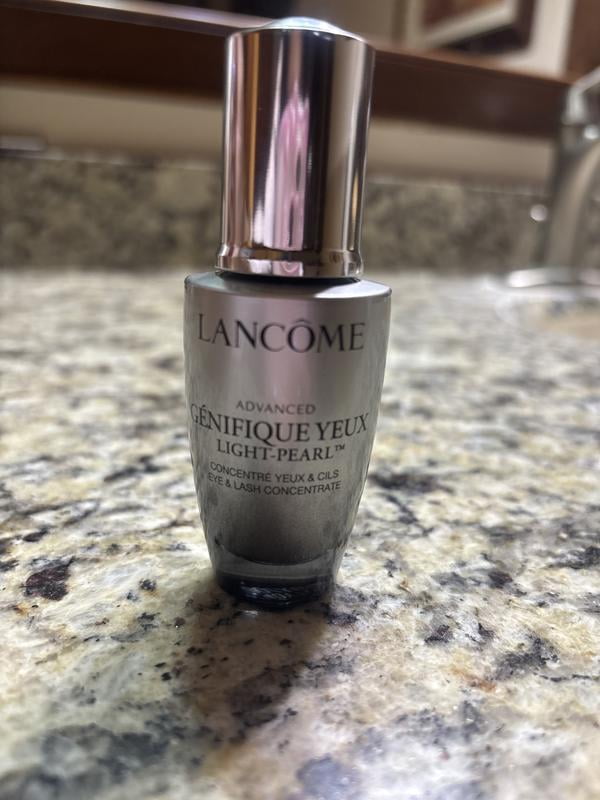 LANCÔME
ADVANCED
GÉNIFIQUE YEUX
LIGHT-PEARL™
CONCENTRÉ YEUX & CILS
EYE & LASH CONCENTRATE